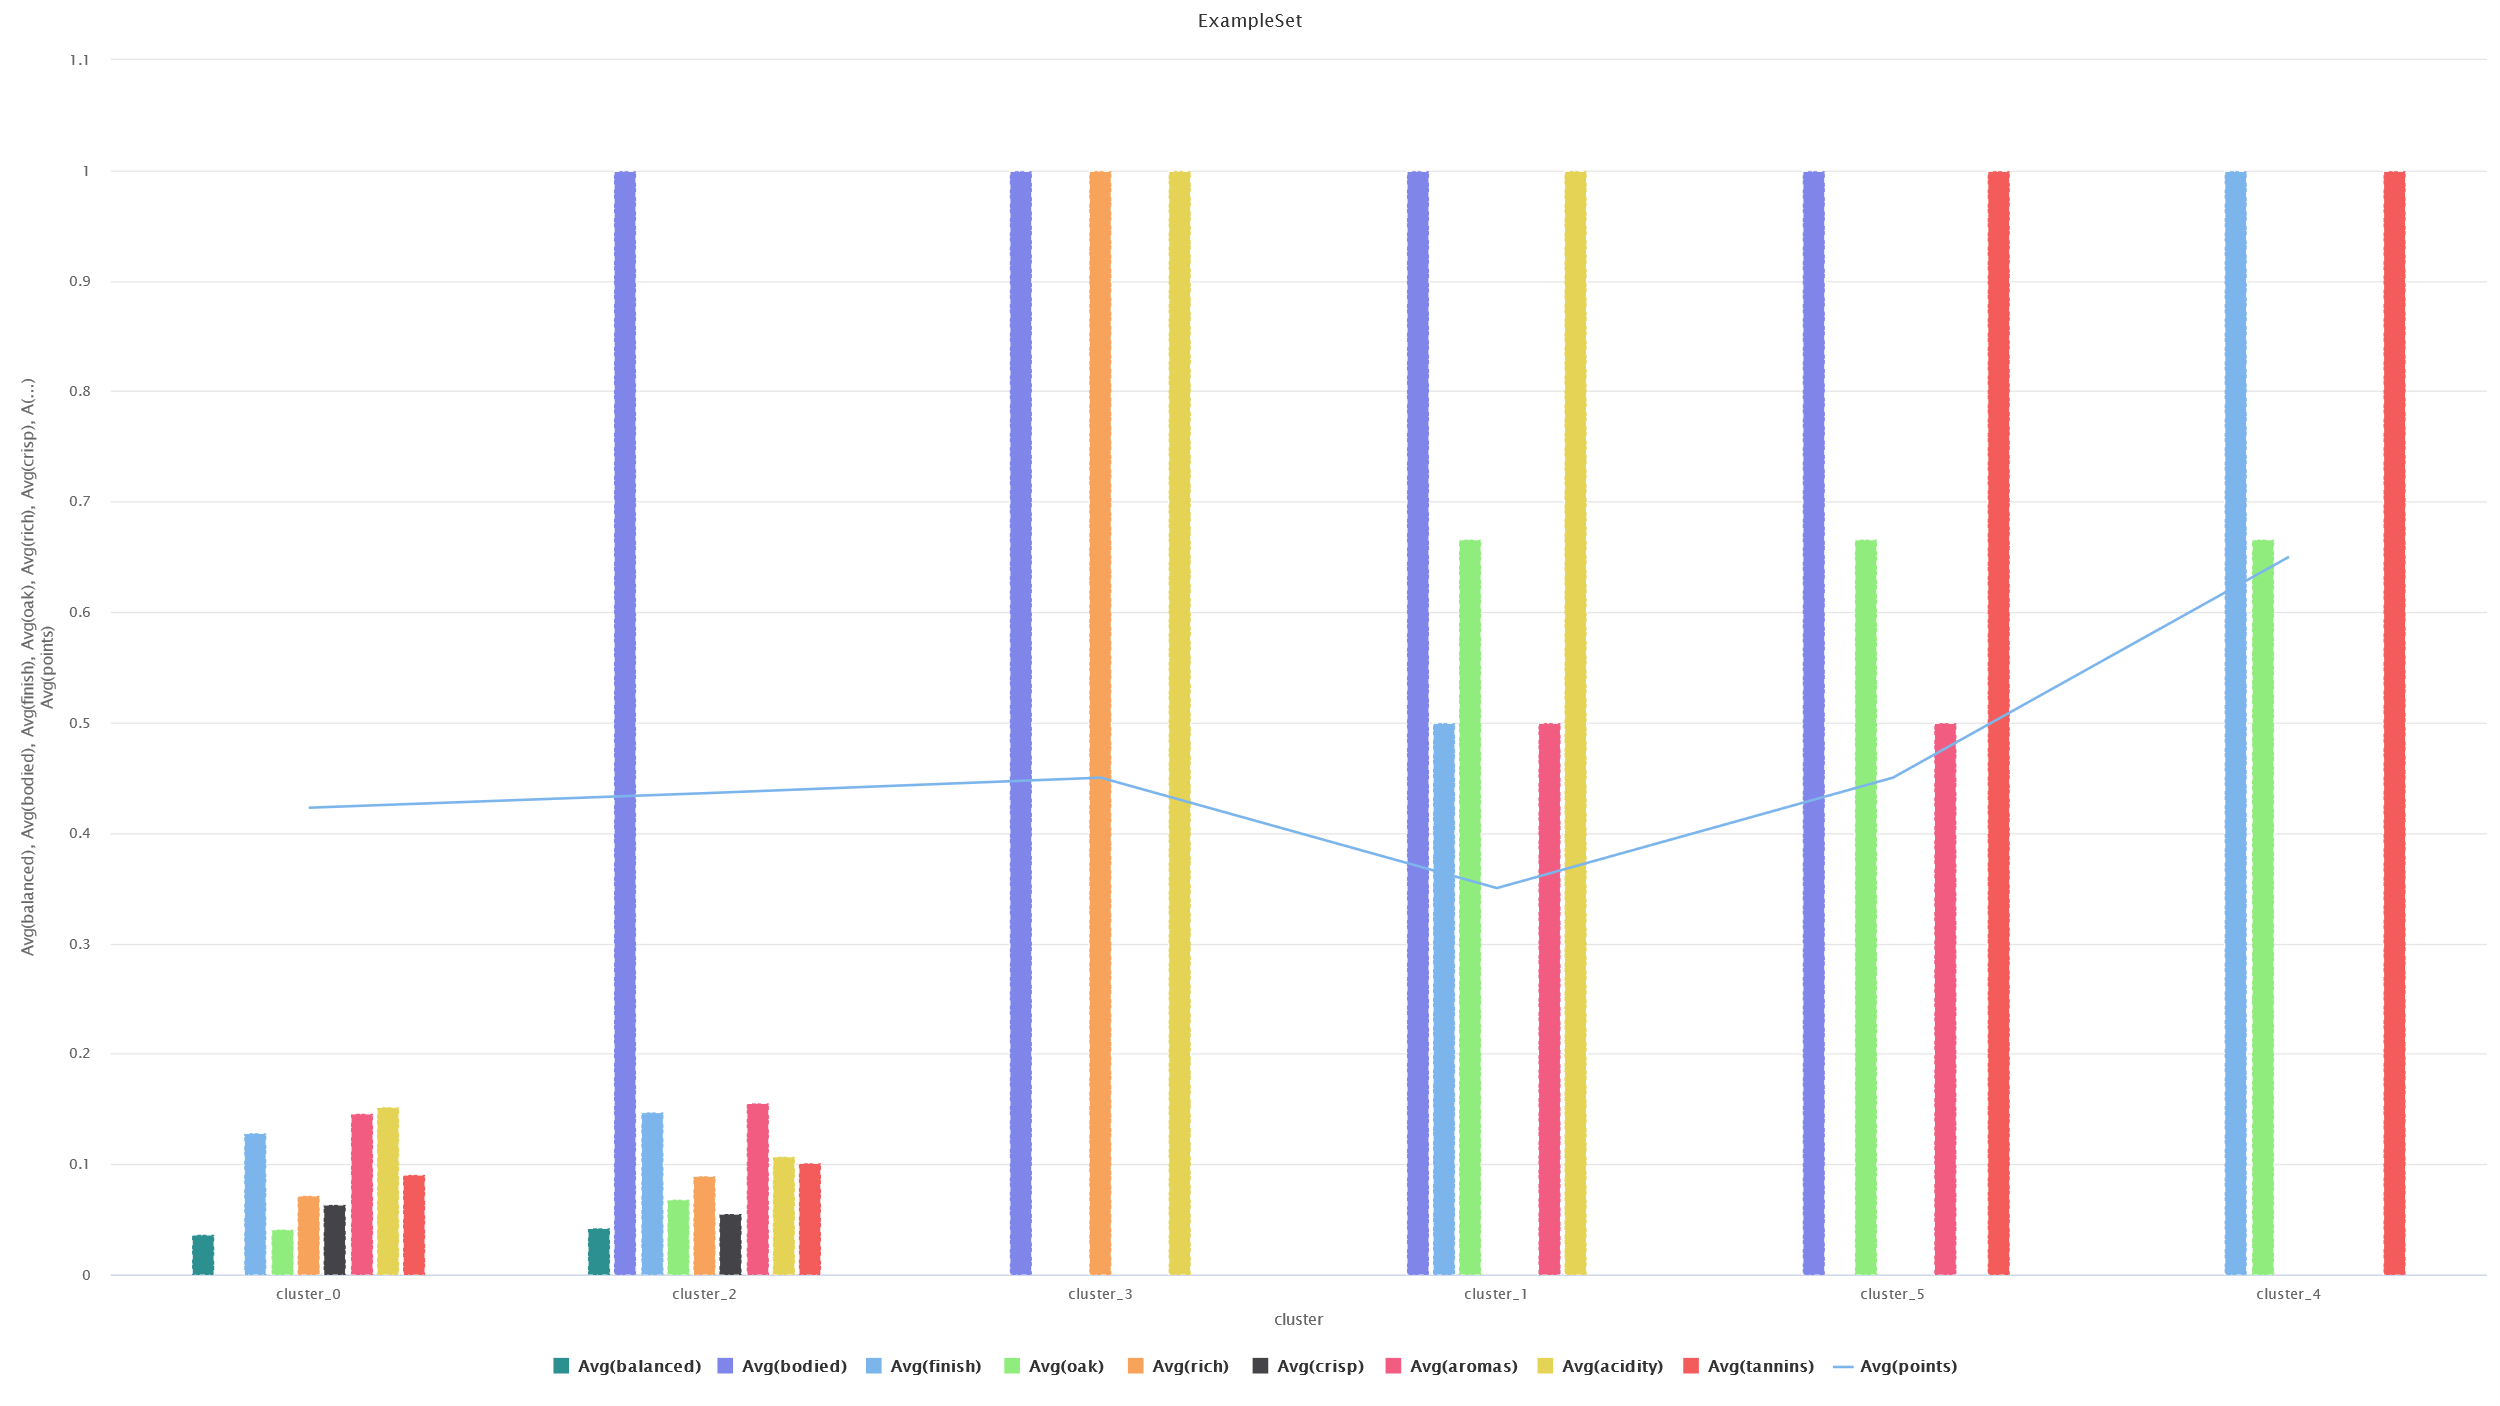 ExampleSet
1.1
1
0.9
0.8
0.7
0.6
0.5
0.4
0.3
0.2
0.1
0
Avg(balanced), Avg(bodied), Avg(finish), Avg(oak), Avg(rich), Avg(crisp), A(...)
Avg(points)
cluster_0 cluster_2 cluster_3 cluster_1 cluster_5 cluster_4
cluster
Avg(balanced) Avg(bodied) Avg(finish) Avg(oak) Avg(rich) Avg(crisp) Avg(aromas) Avg(acidity) Avg(tannins) Avg(points)